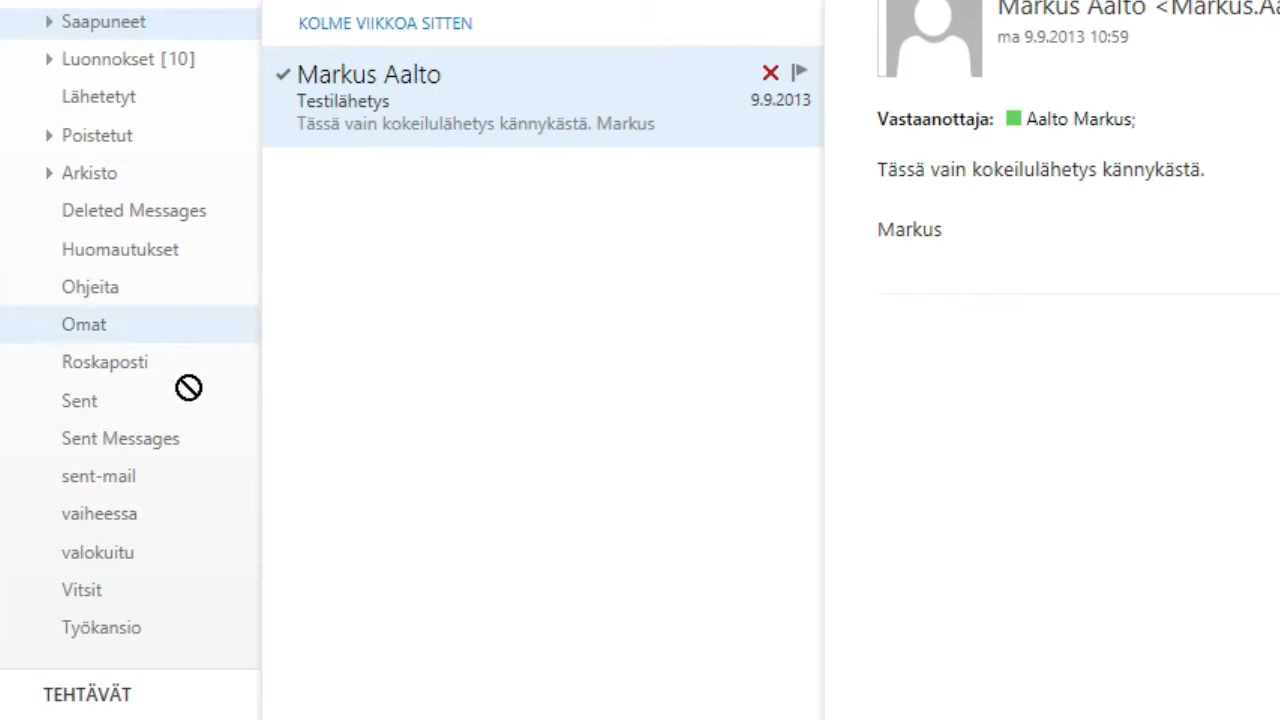 Saapuneet
Luonnokset [10]
Lähetetyt
Poistetut
Arkisto
Deleted Messages
Huomautukset
Ohjeita
Omat
Roskaposti
Sent
Sent Messages
sent-mail
vaiheessa
valokuitu
Vitsit
Työkansio
TEHTÄVÄT
KOLME VIIKKOA SITTEN
Markus Aalto
Testilähetys 9.9.2013
Tässä vain kokeilulähetys kännykästä. Markus
Markus Aalto <Markus.Aa
ma 9.9.2013 10:59
Vastaanottaja: Aalto Markus;
Tässä vain kokeilulähetys kännykästä.
Markus